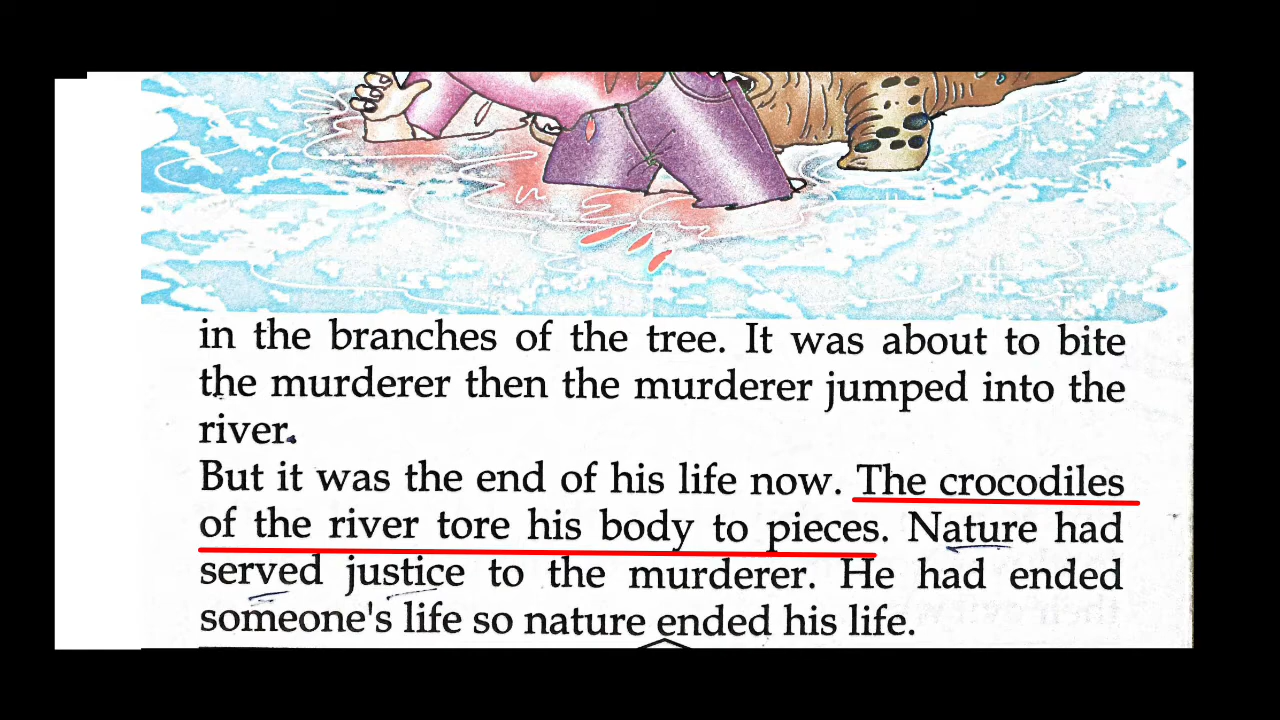 in the branches of the tree. It was about to bite
the murderer then the murderer jumped into the
river.
But it was the end of his life now. The crocodiles
of the river tore his body to pieces. Nature had
served justice to the murderer. He had ended
someone's life so nature ended his life.